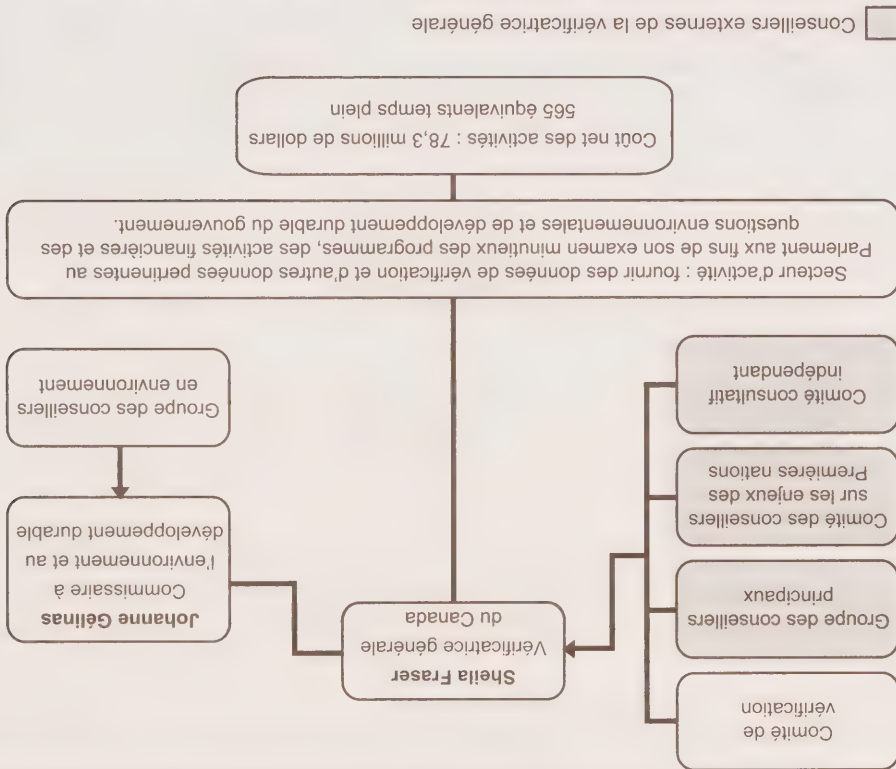 Comité de
vérification
Groupe des conseillers
principaux
Comité des conseillers
sur les enjeux des
Premières nations
Comité consultatif
indépendant
Sheila Fraser
Vérificatrice générale
du Canada
Johanne Gélinas
Commissaire à
l'environnement et au
développement durable
Groupe des conseillers
en environnement
Secteur d'activité : fournir des données de vérification et d'autres données pertinentes au
Parlement aux fins de son examen minutieux des programmes, des activités financières et des
questions environnementales et de développement durable du gouvernement.
Coût net des activités : 78,3 millions de dollars
565 équivalents temps plein
Conseillers externes de la vérificatrice générale